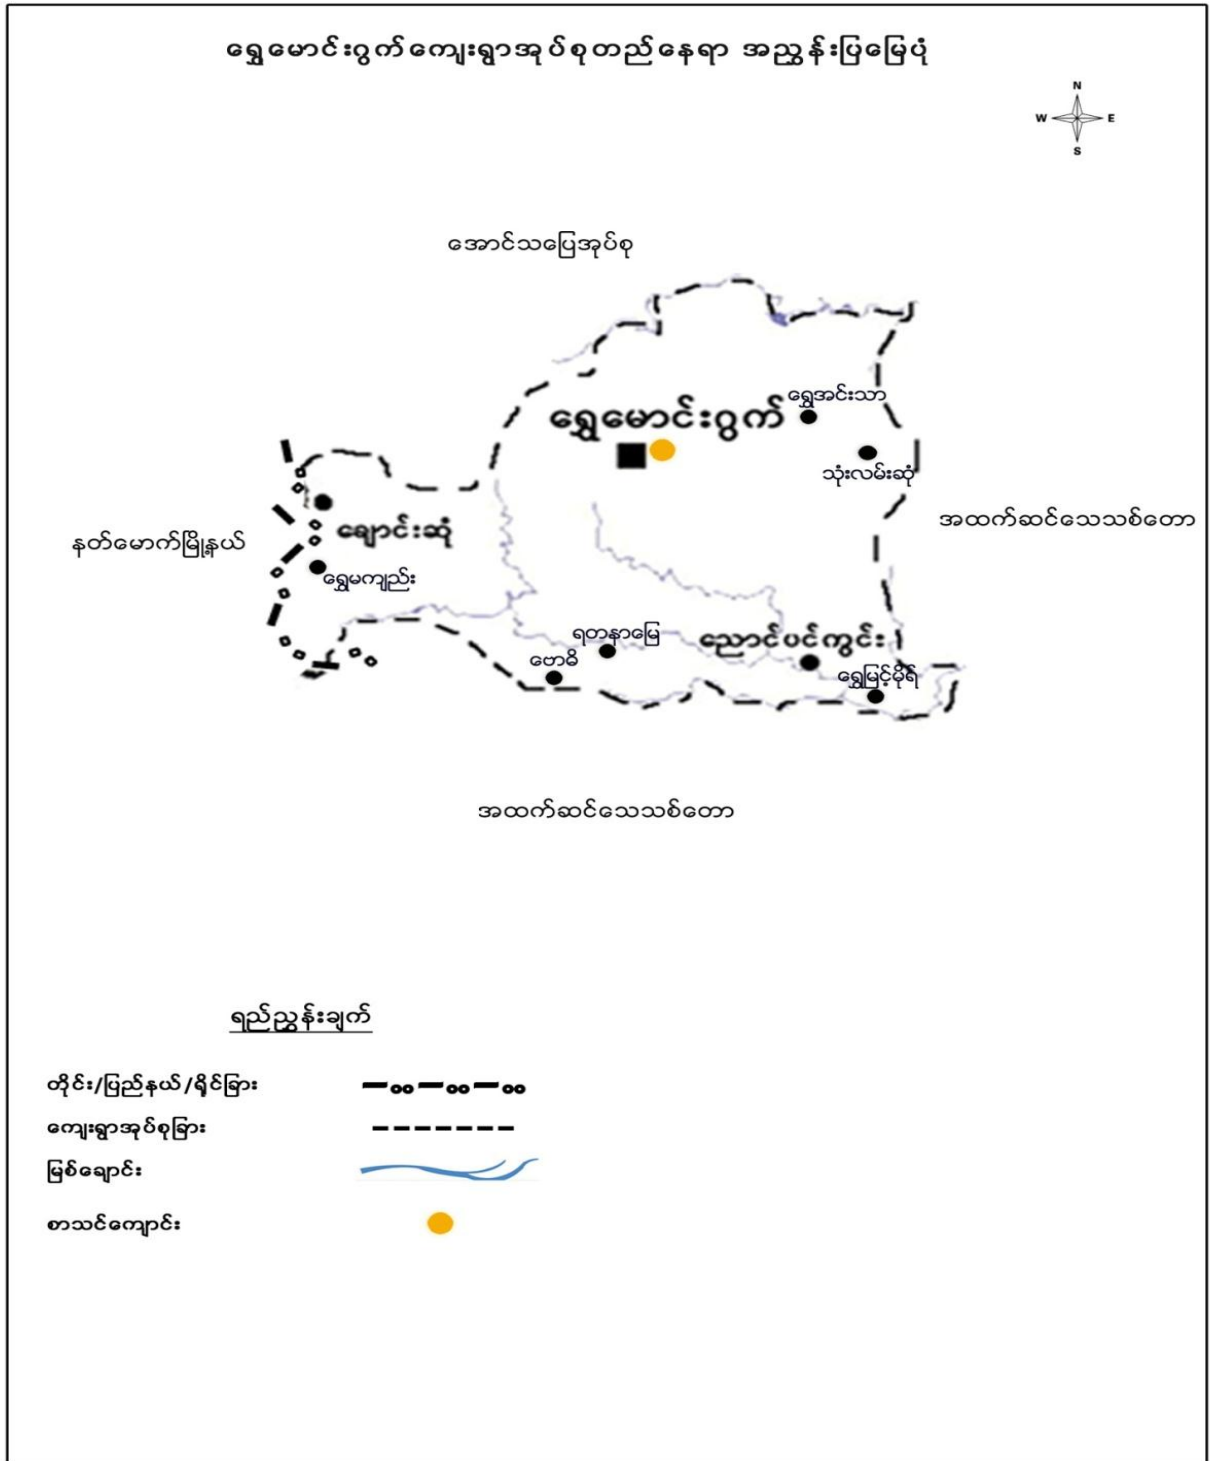 ရွှေမောင်းဂွက်ကျေးရွာအုပ်စုတည်နေရာ အညွှန်းပြမြေပုံ
N
W E
S
အောင်သပြေအုပ်စု
ရွှေအင်းသာ
ရွှေမောင်းဂွက်
သုံးလမ်းဆုံ
အထက်ဆင်သေသစ်တော
ချောင်းဆုံ
နတ်မောက်မြို့နယ်
ရွှေမကျည်း
ရတနာမြေ
ညောင်ပင်ကွင်း
ဗောဓိ
ရွှေမြင့်မိုရ်
အထက်ဆင်သေသစ်တော
ရည်ညွှန်းချက်
တိုင်း/ပြည်နယ်/ရိုင်ခြား
ကျေးရွာအုပ်စုခြား
မြစ်ချောင်း
စာသင်ကျောင်း